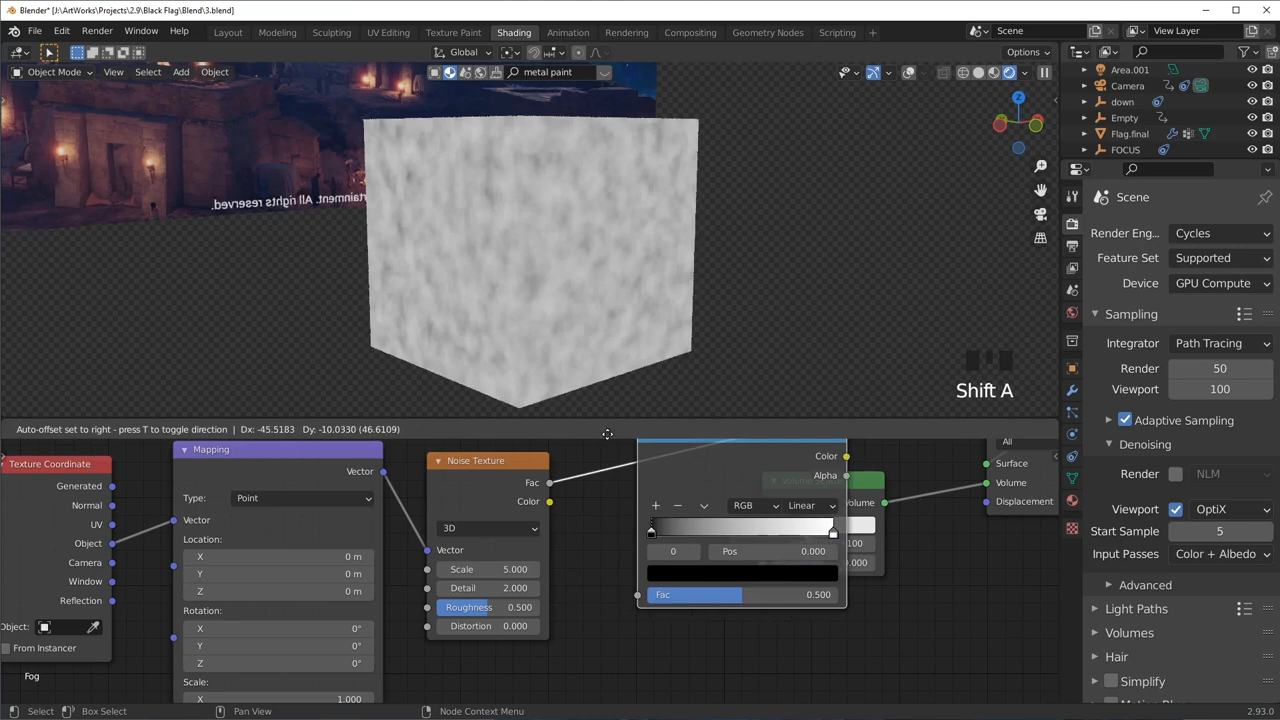 Blender* [J:\ArtWorks\Projects\2.9\Black Flag\Blend\3.blend]
File Edit Render Window Help
Layout Modeling Sculpting UV Editing Texture Paint Shading Animation Rendering Compositing Geometry Nodes Scripting
Scene
View Layer
Global
Options
Object Mode View Select Add Object
metal paint
Z
rtainment. All rights reserved.
Shift A
Area.001
Camera
down
Empty
Flag.final
FOCUS
Scene
Render Eng... Cycles
Feature Set Supported
Device GPU Compute
Sampling
Integrator Path Tracing
Render 50
Viewport 100
Adaptive Sampling
Denoising
Render NLM
Viewport OptiX
Start Sample 5
Input Passes Color + Albedo
Advanced
Light Paths
Volumes
Hair
Simplify
Auto-offset set to right - press T to toggle direction | Dx: -45.5183 Dy: -10.0330 (46.6109)
Texture Coordinate
Generated
Normal
UV
Object
Camera
Window
Reflection
Object:
From Instancer
Fog
Mapping
Vector
Type: Point
Vector
Location:
X 0 m
Y 0 m
Z 0 m
Rotation:
X 0°
Y 0°
Z 0°
Scale:
X 1.000
Noise Texture
Fac
Color
3D
Vector
Scale 5.000
Detail 2.000
Roughness 0.500
Distortion 0.000
Color
Alpha
RGB Linear
0 Pos 0.000
Fac 0.500
All
Surface
Volume
Displacement
Select Box Select Pan View Node Context Menu 2.93.0